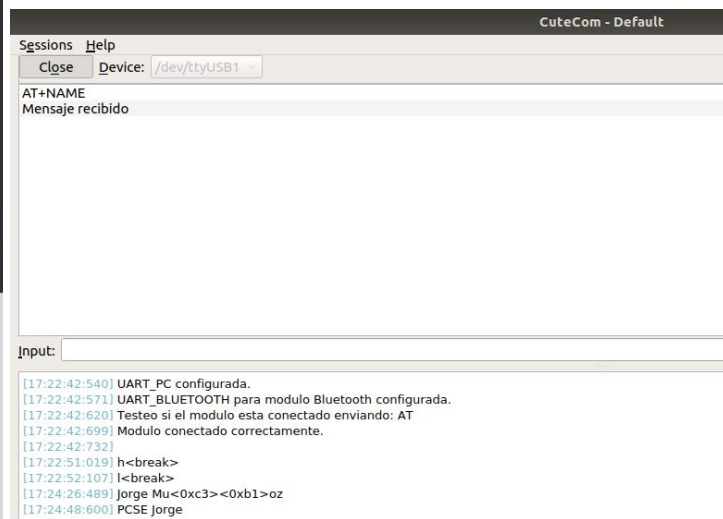 CuteCom - Default
Sessions Help
Close Device: /dev/ttyUSB1
AT+NAME
Mensaje recibido
Input:
[17:22:42:540] UART_PC configurada.
[17:22:42:571] UART_BLUETOOTH para modulo Bluetooth configurada.
[17:22:42:620] Testeo si el modulo esta conectado enviando: AT
[17:22:42:699] Modulo conectado correctamente.
[17:22:42:732]
[17:22:51:019] h<break>
[17:22:52:107] l<break>
[17:24:26:489] Jorge Mu<0xc3><0xb1>oz
[17:24:48:600] PCSE Jorge